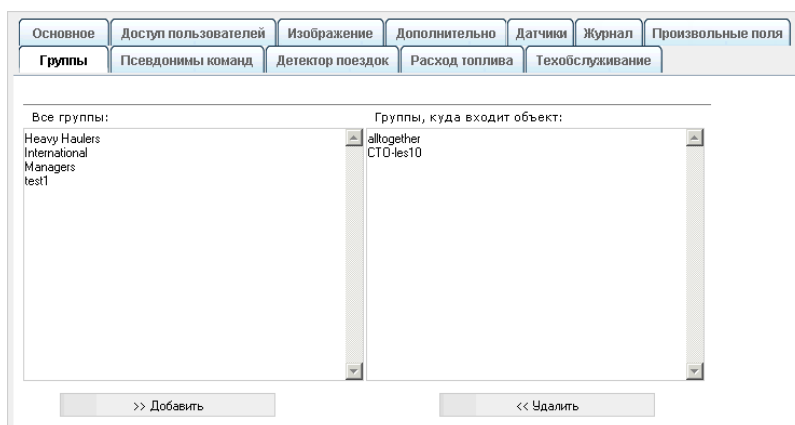 Основное Доступ пользователей Изображение Дополнительно Датчики Журнал Произвольные поля
Группы Псевдонимы команд Детектор поездок Расход топлива Техобслуживание
Все группы: Группы, куда входит объект:
Heavy Haulers alltogether
International CTO-les10
Managers
test1
>> Добавить << Удалить